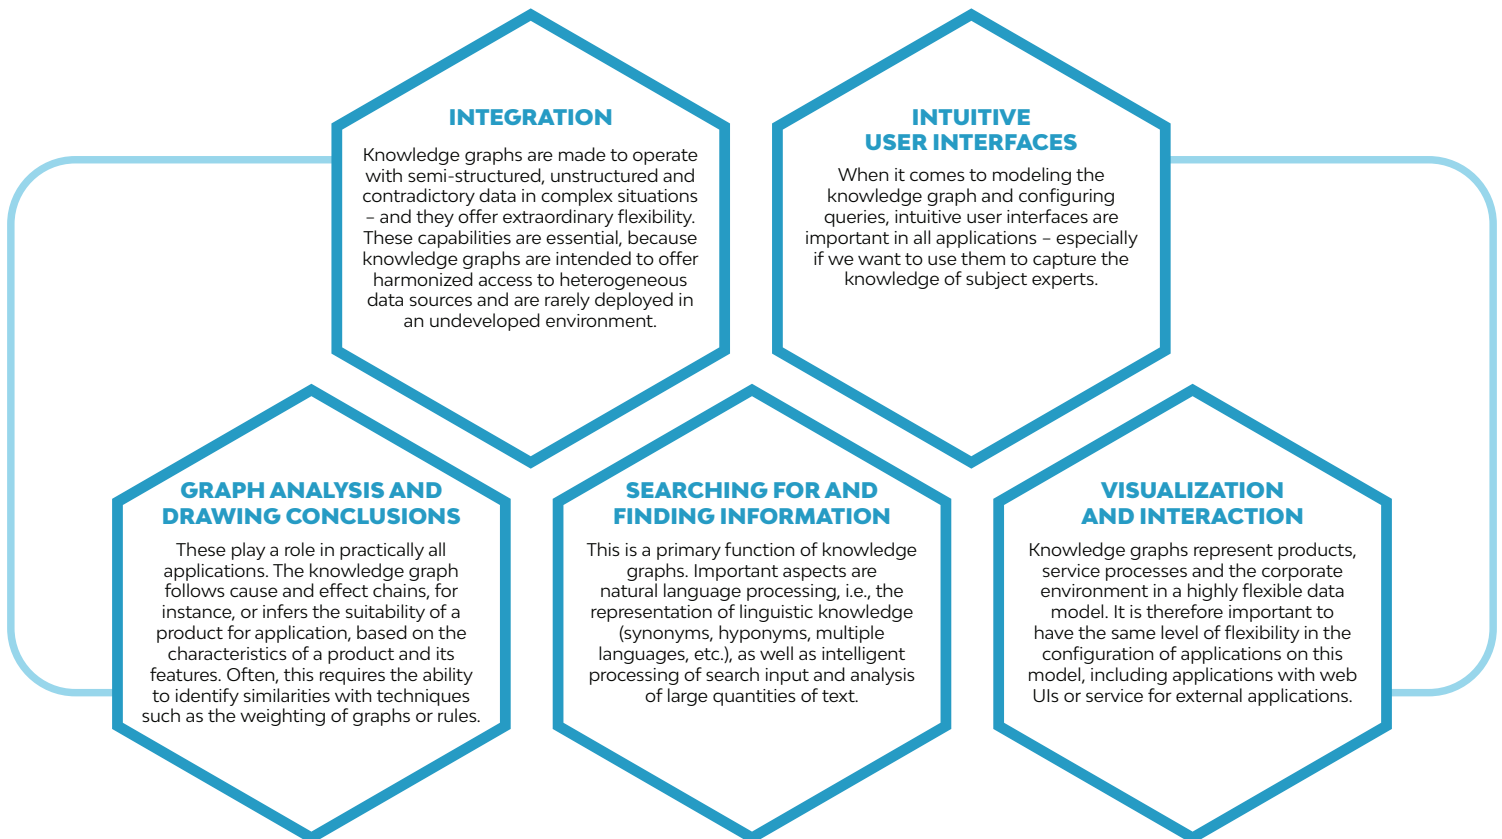 INTEGRATION
Knowledge graphs are made to operate
with semi-structured, unstructured and
contradictory data in complex situations
– and they offer extraordinary flexibility.
These capabilities are essential, because
knowledge graphs are intended to offer
harmonized access to heterogeneous
data sources and are rarely deployed in
an undeveloped environment.
INTUITIVE
USER INTERFACES
When it comes to modeling the
knowledge graph and configuring
queries, intuitive user interfaces are
important in all applications – especially
if we want to use them to capture the
knowledge of subject experts.
GRAPH ANALYSIS AND
DRAWING CONCLUSIONS
These play a role in practically all
applications. The knowledge graph
follows cause and effect chains, for
instance, or infers the suitability of a
product for application, based on the
characteristics of a product and its
features. Often, this requires the ability
to identify similarities with techniques
such as the weighting of graphs or rules.
SEARCHING FOR AND
FINDING INFORMATION
This is a primary function of knowledge
graphs. Important aspects are
natural language processing, i.e., the
representation of linguistic knowledge
(synonyms, hyponyms, multiple
languages, etc.), as well as intelligent
processing of search input and analysis
of large quantities of text.
VISUALIZATION
AND INTERACTION
Knowledge graphs represent products,
service processes and the corporate
environment in a highly flexible data
model. It is therefore important to
have the same level of flexibility in the
configuration of applications on this
model, including applications with web
UIs or service for external applications.